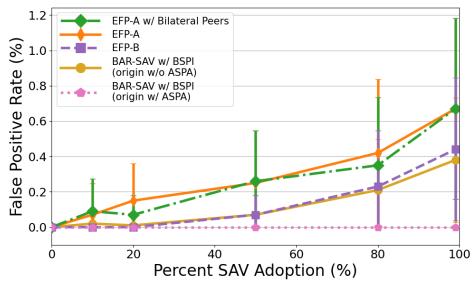 EFP-A w/ Bilateral Peers
EFP-A
EFP-B
BAR-SAV w/ BSPI
(origin w/o ASPA)
BAR-SAV w/ BSPI
(origin w/ ASPA)
False Positive Rate (%)
1.2
1.0
0.8
0.6
0.4
0.2
0.0
0
20
40
60
80
100
Percent SAV Adoption (%)